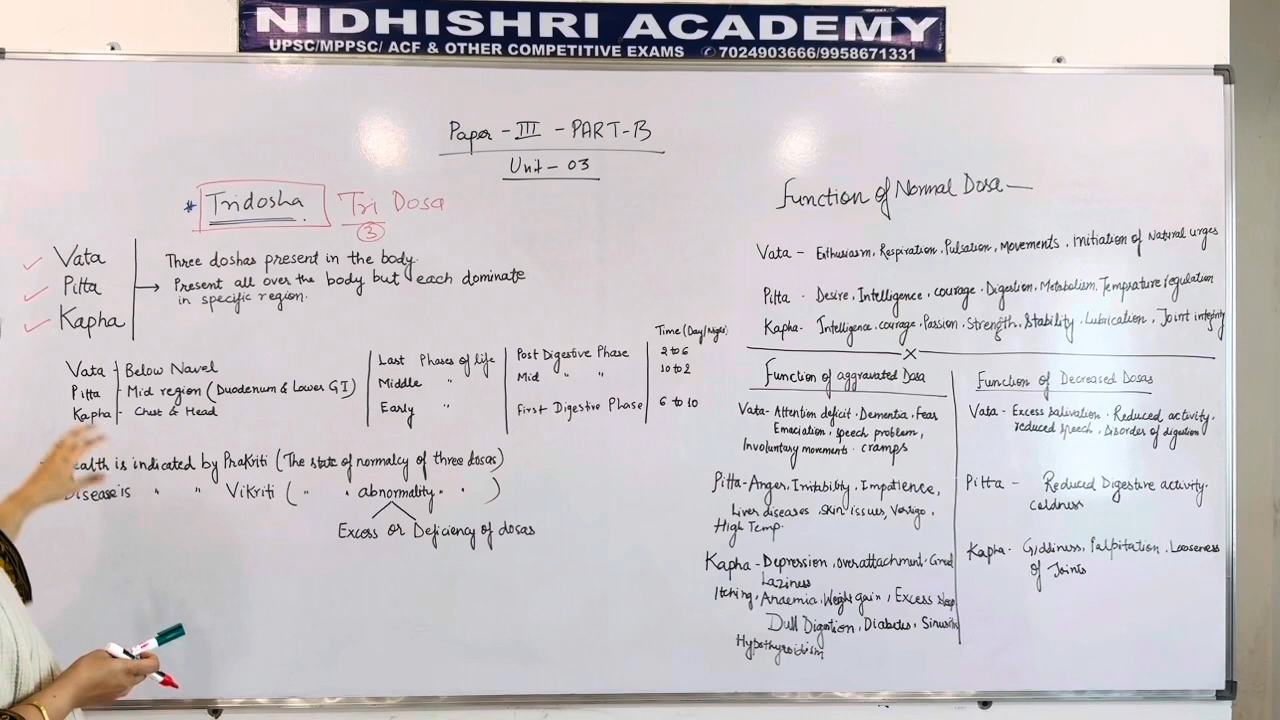 NIDHISHRI ACADEMY
UPSC/MPPSC/ ACF & OTHER COMPETITIVE EXAMS ✆ 7024903666/9958671331
Paper - III - PART-B
Unit - 03
* Tridosha Tri Dosa
3
Vata
Pitta
Kapha
Three doshas present in the body.
→ Present all over the body but each dominate
in specific region.
Time (Day/Night)
Vata - Below Navel Last Phases of life Post Digestive Phase 2 to 6
Pitta - Mid region (Duodenum & Lower GI) Middle " Mid " " 10 to 2
Kapha - Chest & Head Early " First Digestive Phase 6 to 10
ealth is indicated by Prakriti (The state of normalcy of three dosas)
Disease is " " Vikriti ( " " abnormality " " )
Excess or Deficiency of dosas
Function of Normal Dosa —
Vata - Enthusiasm, Respiration, Pulsation, Movements, Initiation of Natural urges
Pitta - Desire, Intelligence, courage, Digestion, Metabolism, Temprature regulation
Kapha - Intelligence, courage, Passion, Strength, Stability, Lubrication, Joint integrity
x
Function of aggravated Dosa
Vata - Attention deficit, Dementia, Fear
Emaciation, speech problem,
Involuntary movements, cramps
Pitta - Anger, Irritability, Impatience,
Liver diseases, skin issues, Vertigo,
High Temp.
Kapha - Depression, overattachment, Greed
Laziness
Itching, Anaemia, Weight gain, Excess sleep
Dull Digestion, Diabetes, Sinusitis
Hypothyroidism
Function of Decreased Dosas
Vata - Excess salivation, Reduced activity,
reduced speech, Disorder of digestion
Pitta - Reduced Digestive activity,
coldness
Kapha - Giddiness, Palpitation, Looseness
of Joints